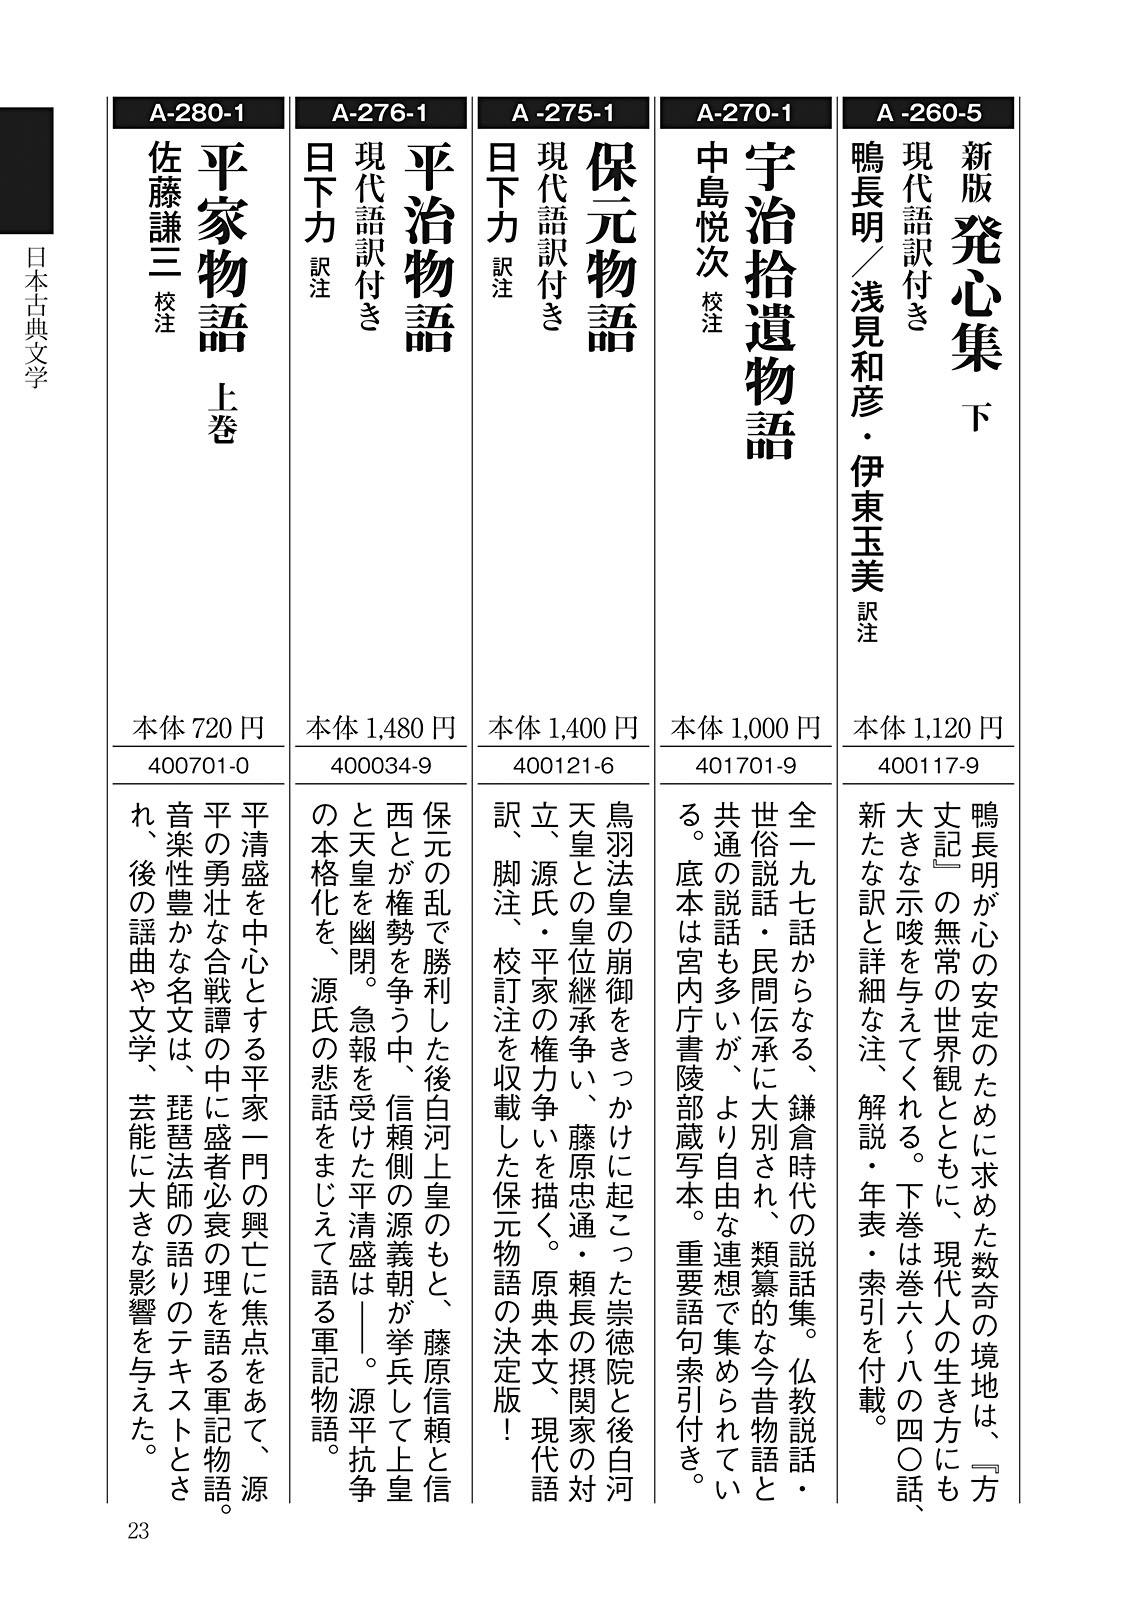 A-260-5
新版 発心集 下
現代語訳付き
鴨長明／浅見和彦・伊東玉美 訳注
本体 1,120 円
400117-9
鴨長明が心の安定のために求めた数奇の境地は、『方
丈記』の無常の世界観とともに、現代人の生き方にも
大きな示唆を与えてくれる。下巻は巻六〜八の四〇話、
新たな訳と詳細な注、解説・年表・索引を付載。
A-270-1
宇治拾遺物語
中島悦次 校注
本体 1,000 円
401701-9
全一九七話からなる、鎌倉時代の説話集。仏教説話・
世俗説話・民間伝承に大別され、類纂的な今昔物語と
共通の説話も多いが、より自由な連想で集められてい
る。底本は宮内庁書陵部蔵写本。重要語句索引付き。
A -275-1
保元物語
現代語訳付き
日下力 訳注
本体 1,400 円
400121-6
鳥羽法皇の崩御をきっかけに起こった崇徳院と後白河
天皇との皇位継承争い、藤原忠通・頼長の摂関家の対
立、源氏・平家の権力争いを描く。原典本文、現代語
訳、脚注、校訂注を収載した保元物語の決定版！
A-276-1
平治物語
現代語訳付き
日下力 訳注
本体 1,480 円
400034-9
保元の乱で勝利した後白河上皇のもと、藤原信頼と信
西とが権勢を争う中、信頼側の源義朝が挙兵して上皇
と天皇を幽閉。急報を受けた平清盛は――。源平抗争
の本格化を、源氏の悲話をまじえて語る軍記物語。
A-280-1
平家物語 上巻
佐藤謙三 校注
本体 720 円
400701-0
平清盛を中心とする平家一門の興亡に焦点をあて、源
平の勇壮な合戦譚の中に盛者必衰の理を語る軍記物語。
音楽性豊かな名文は、琵琶法師の語りのテキストとさ
れ、後の謡曲や文学、芸能に大きな影響を与えた。
日本古典文学
23